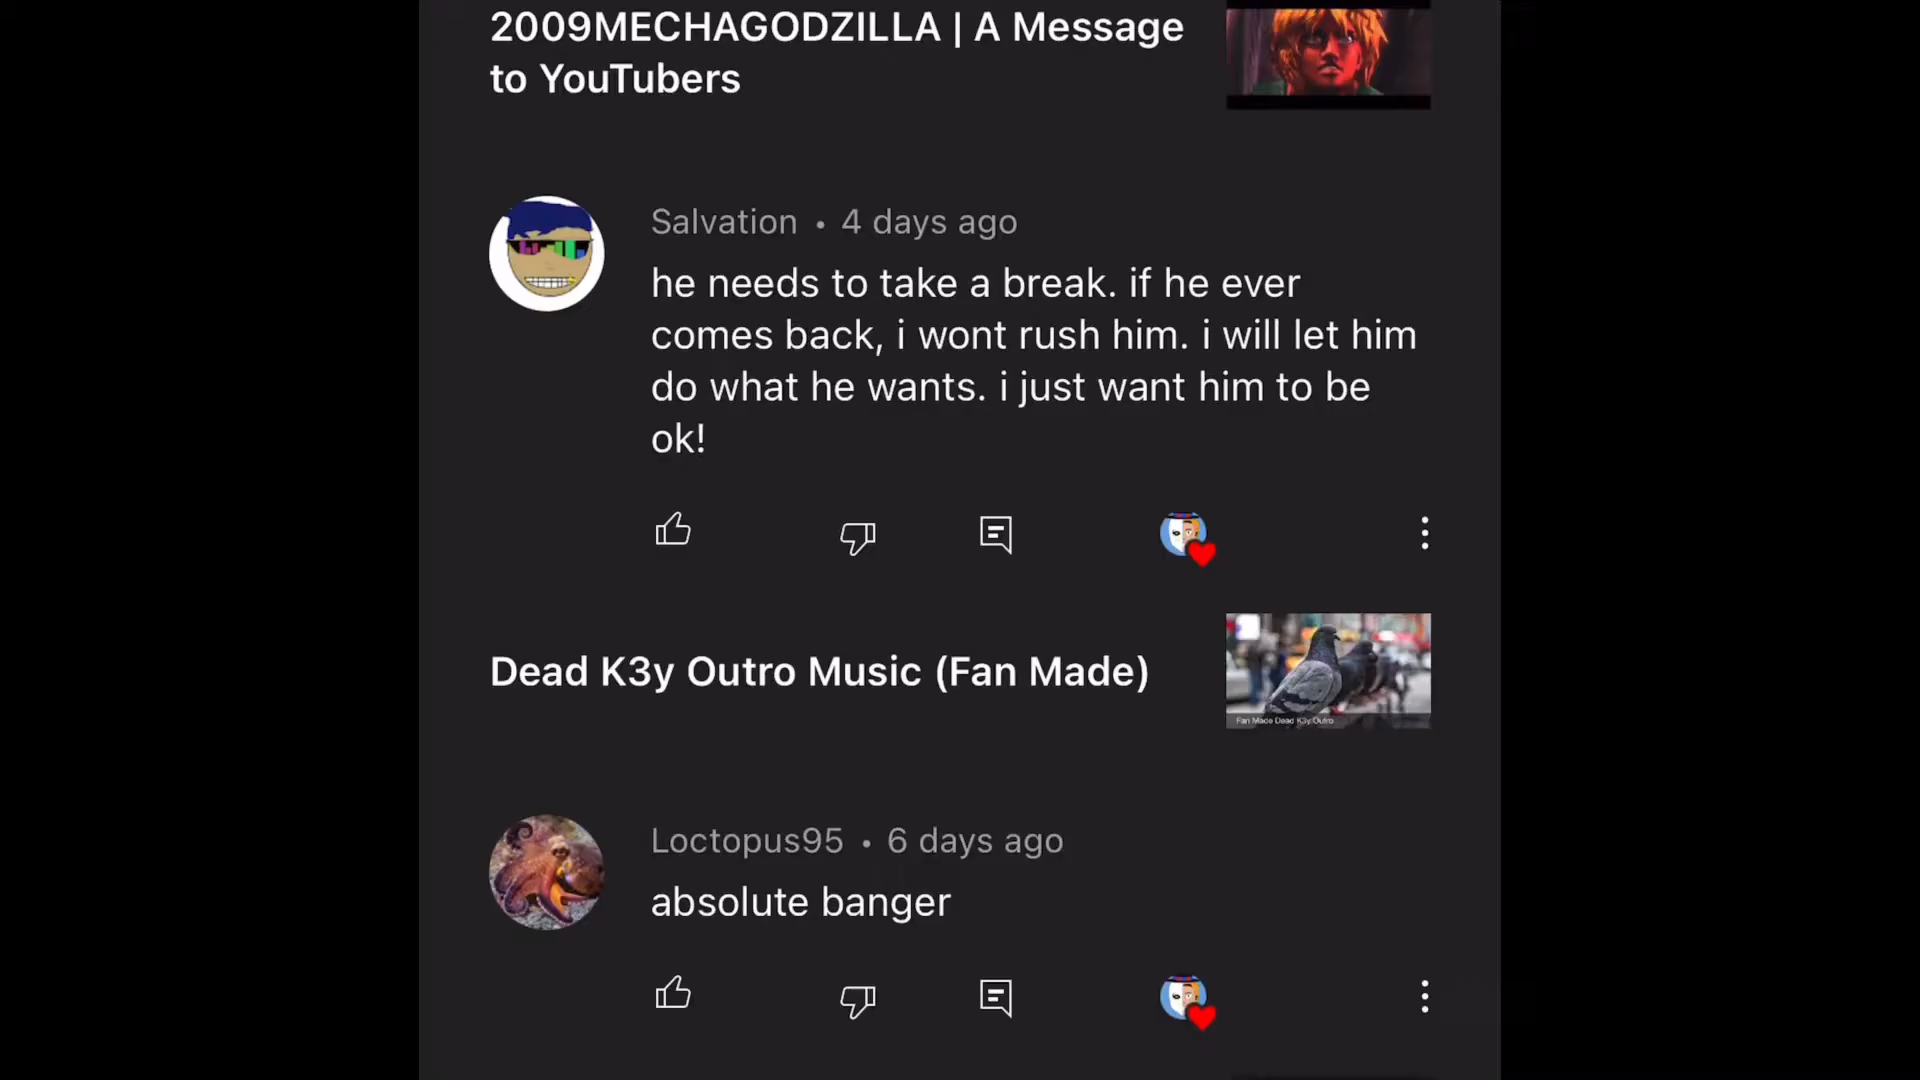 2009MECHAGODZILLA | A Message
to YouTubers
Salvation • 4 days ago
he needs to take a break. if he ever
comes back, i wont rush him. i will let him
do what he wants. i just want him to be
ok!
Dead K3y Outro Music (Fan Made)
Fan Made Dead K3y Outro
Loctopus95 • 6 days ago
absolute banger